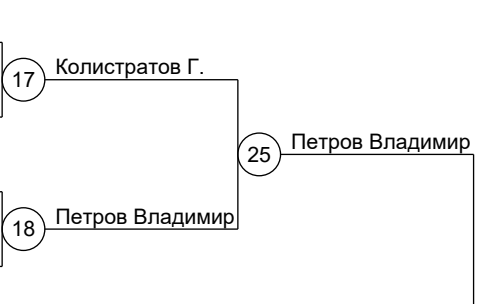 17 Колистратов Г.
25 Петров Владимир
18 Петров Владимир